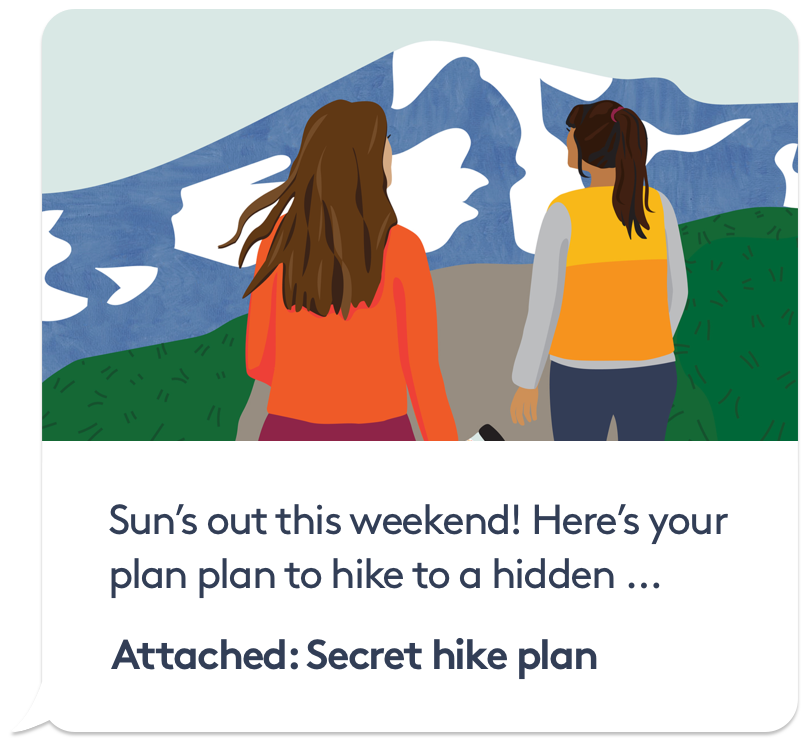 Sun’s out this weekend! Here’s your
plan plan to hike to a hidden ...
Attached: Secret hike plan